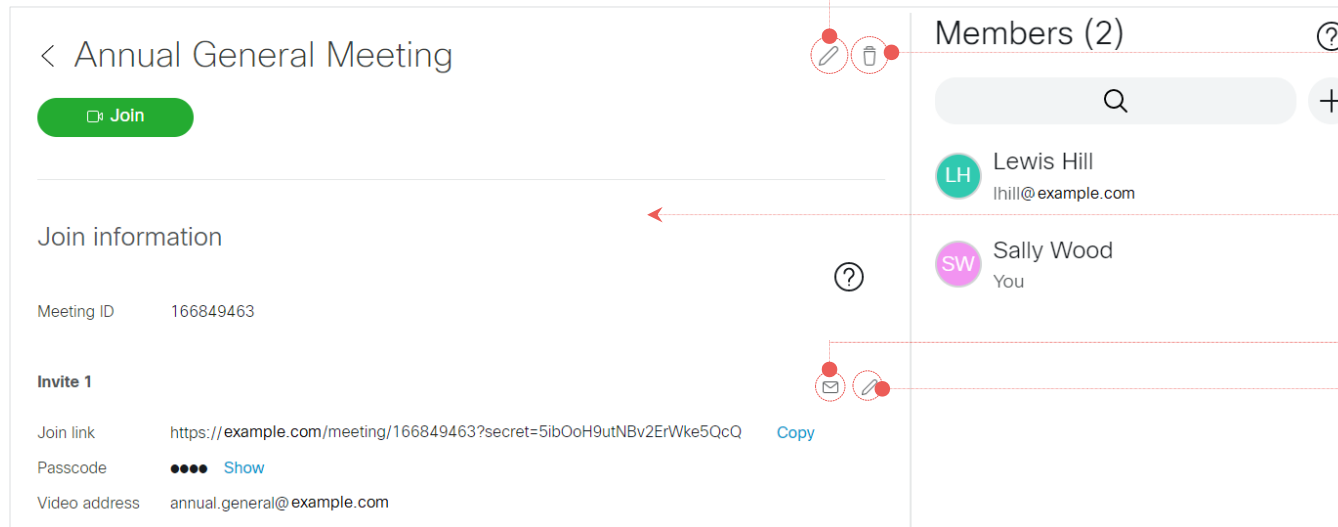 Annual General Meeting
Join
Join information
Meeting ID 166849463
Invite 1
Join link https://example.com/meeting/166849463?secret=5ibOoH9utNBv2ErWke5QcQ Copy
Passcode •••• Show
Video address annual.general@example.com
Members (2)
LH Lewis Hill
lhill@example.com
SW Sally Wood
You